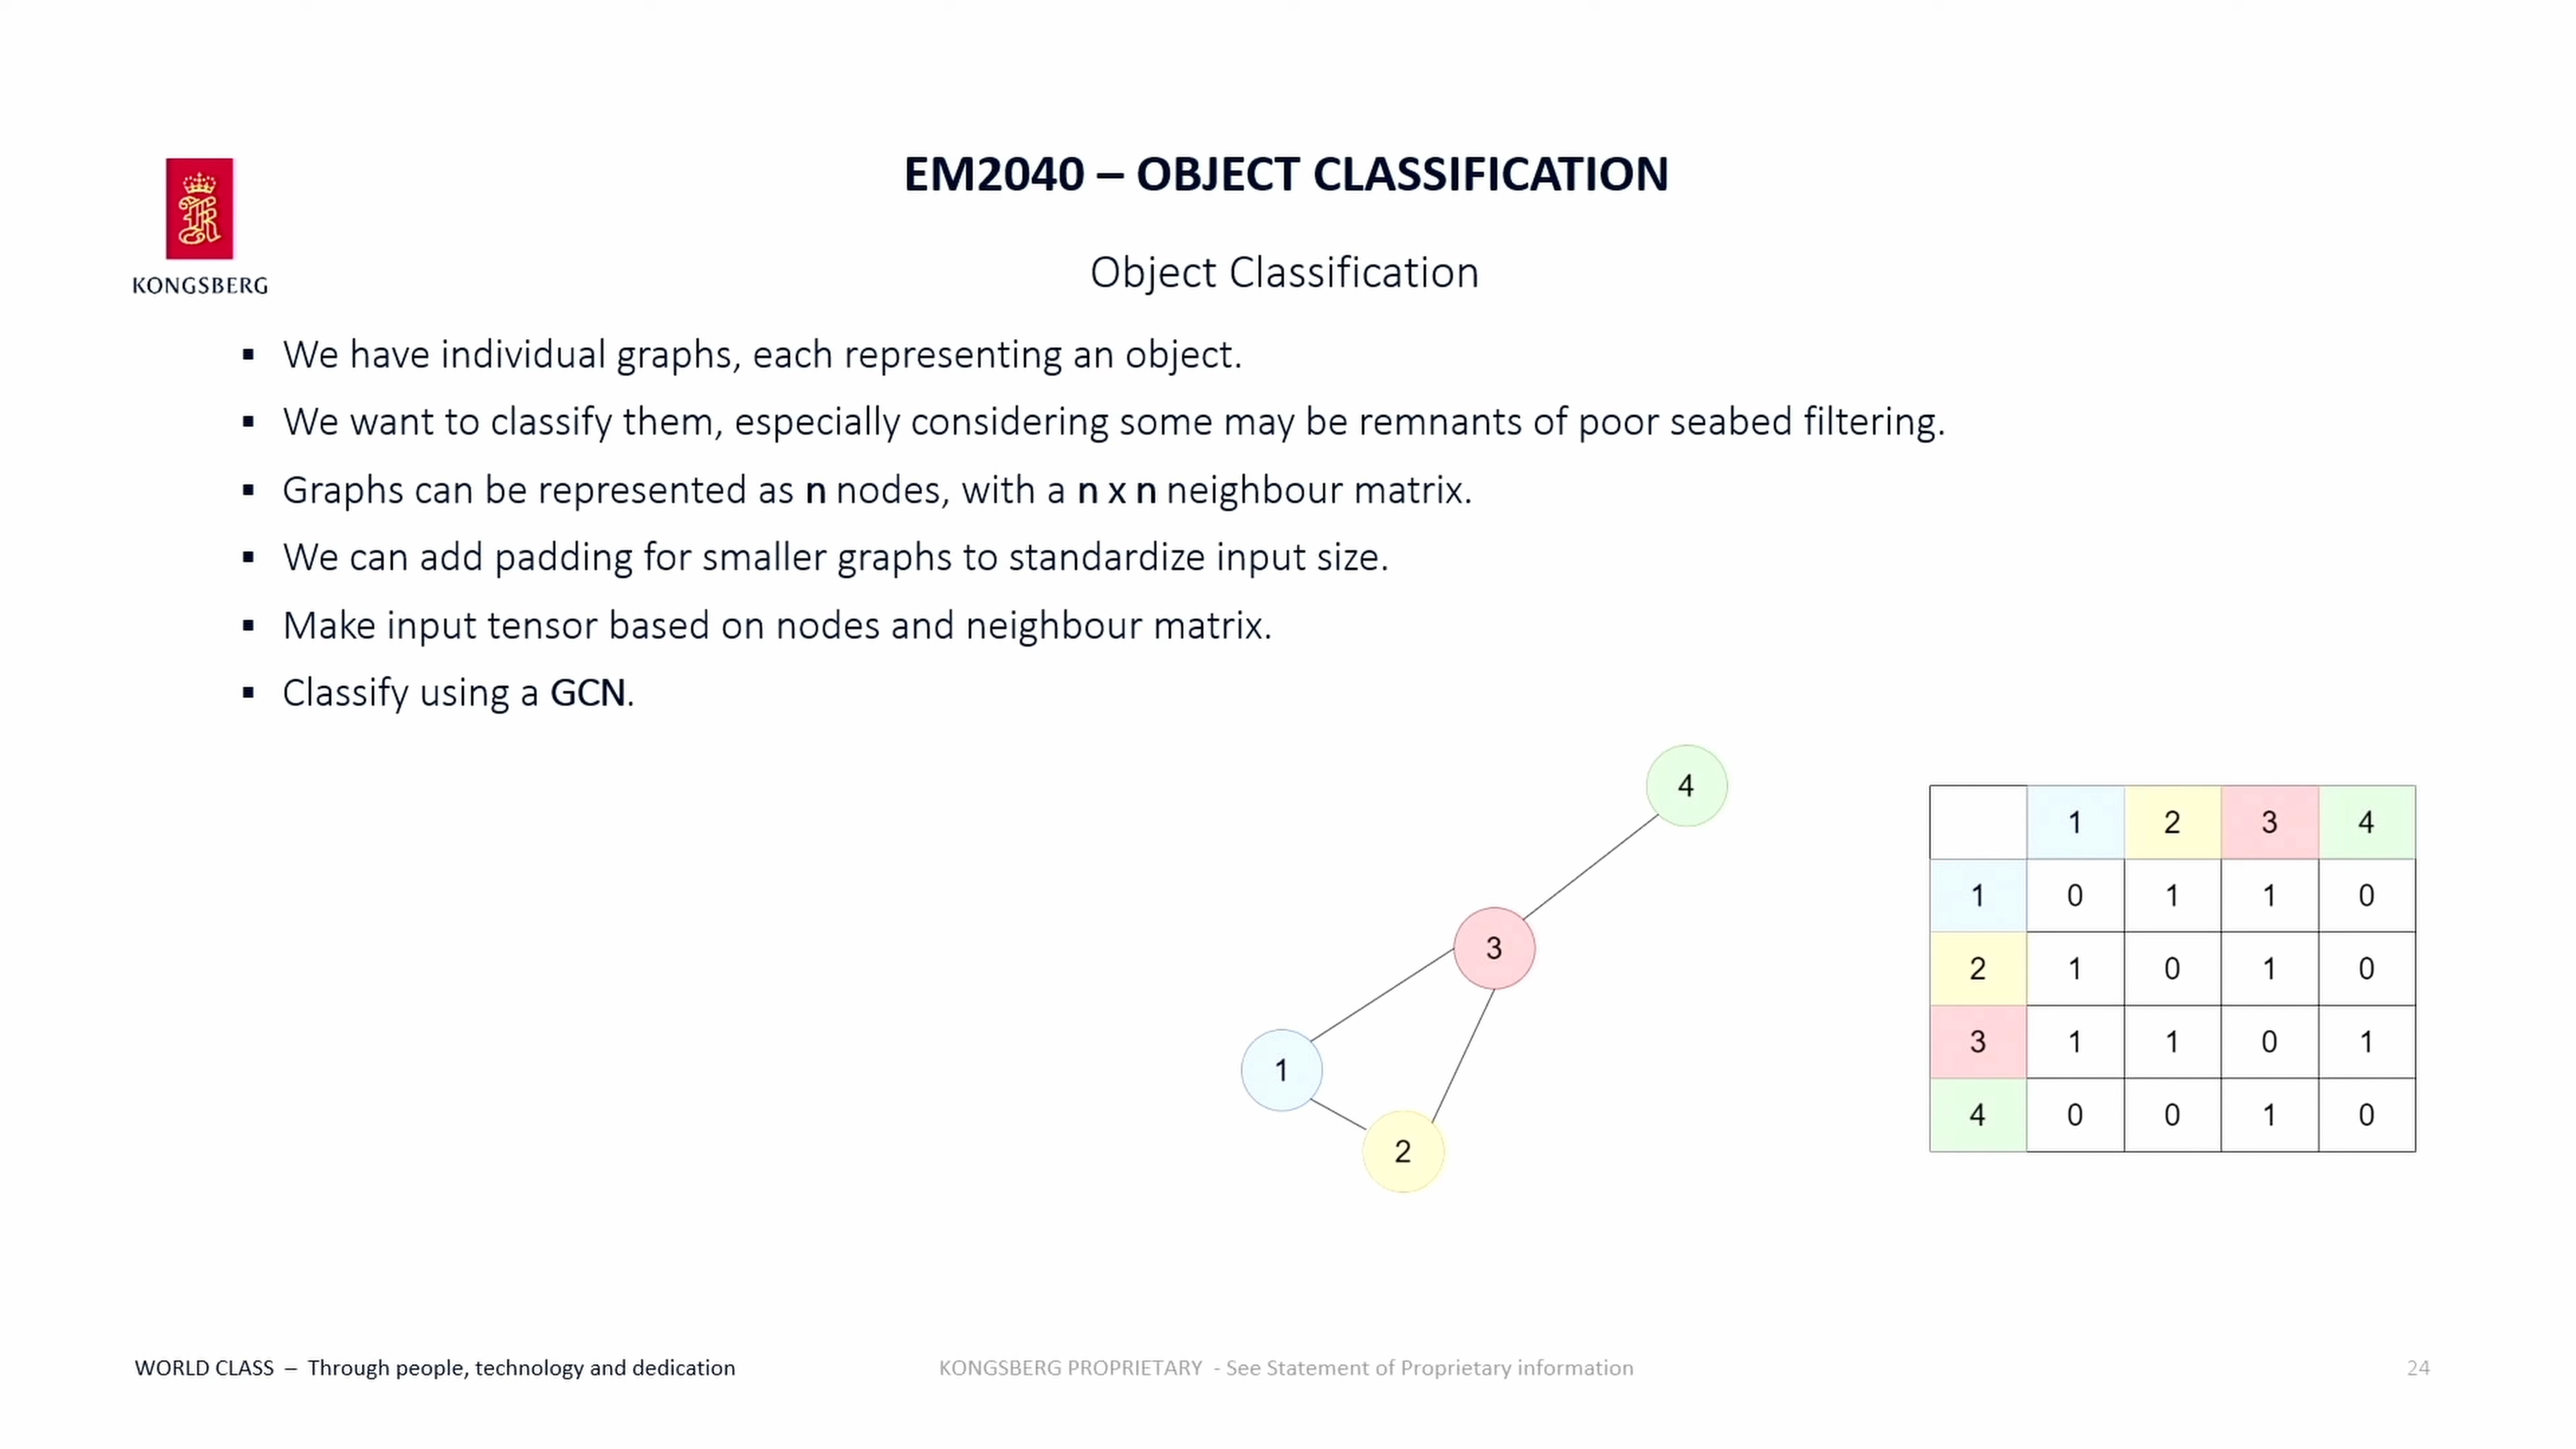 EM2040 – OBJECT CLASSIFICATION
KONGSBERG
Object Classification
▪ We have individual graphs, each representing an object.
▪ We want to classify them, especially considering some may be remnants of poor seabed filtering.
▪ Graphs can be represented as n nodes, with a n x n neighbour matrix.
▪ We can add padding for smaller graphs to standardize input size.
▪ Make input tensor based on nodes and neighbour matrix.
▪ Classify using a GCN.
4
3
1
2
1 2 3 4
1 0 1 1 0
2 1 0 1 0
3 1 1 0 1
4 0 0 1 0
WORLD CLASS – Through people, technology and dedication
KONGSBERG PROPRIETARY - See Statement of Proprietary information
24